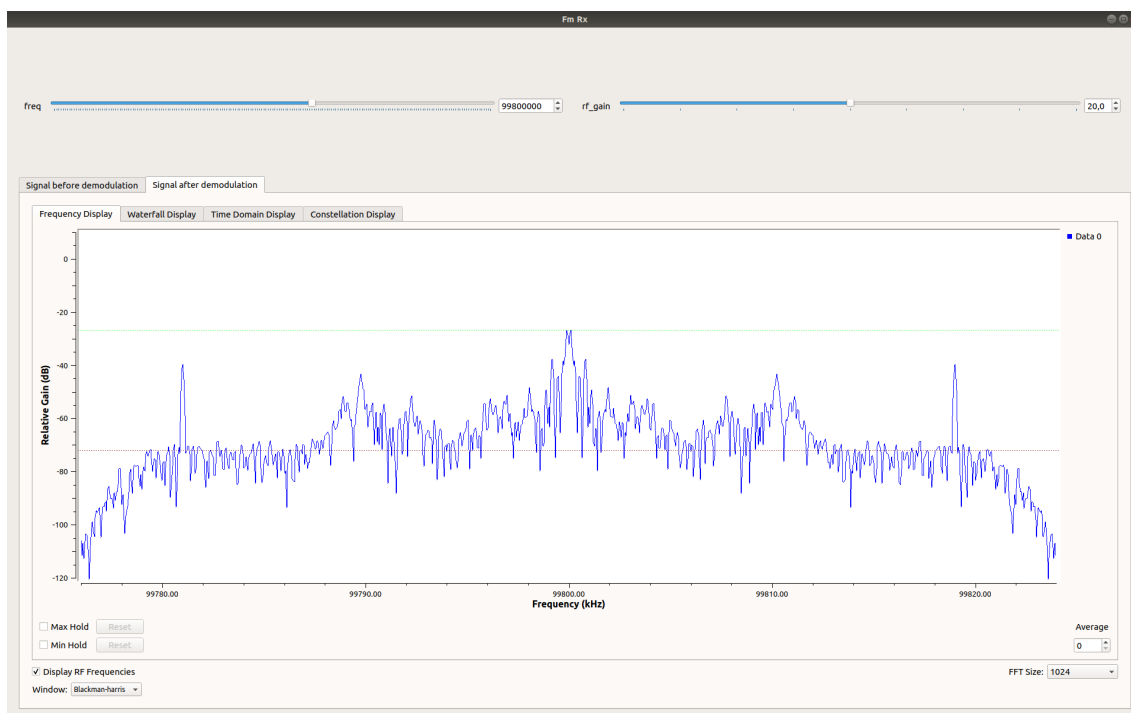 Fm Rx
freq 99800000 rf_gain 20,0
Signal before demodulation Signal after demodulation
Frequency Display Waterfall Display Time Domain Display Constellation Display
Data 0
0
-20
-40
-60
-80
-100
-120
Relative Gain (dB)
99780.00 99790.00 99800.00 99810.00 99820.00
Frequency (kHz)
Max Hold Reset Average
Min Hold Reset 0
Display RF Frequencies FFT Size: 1024
Window: Blackman-harris